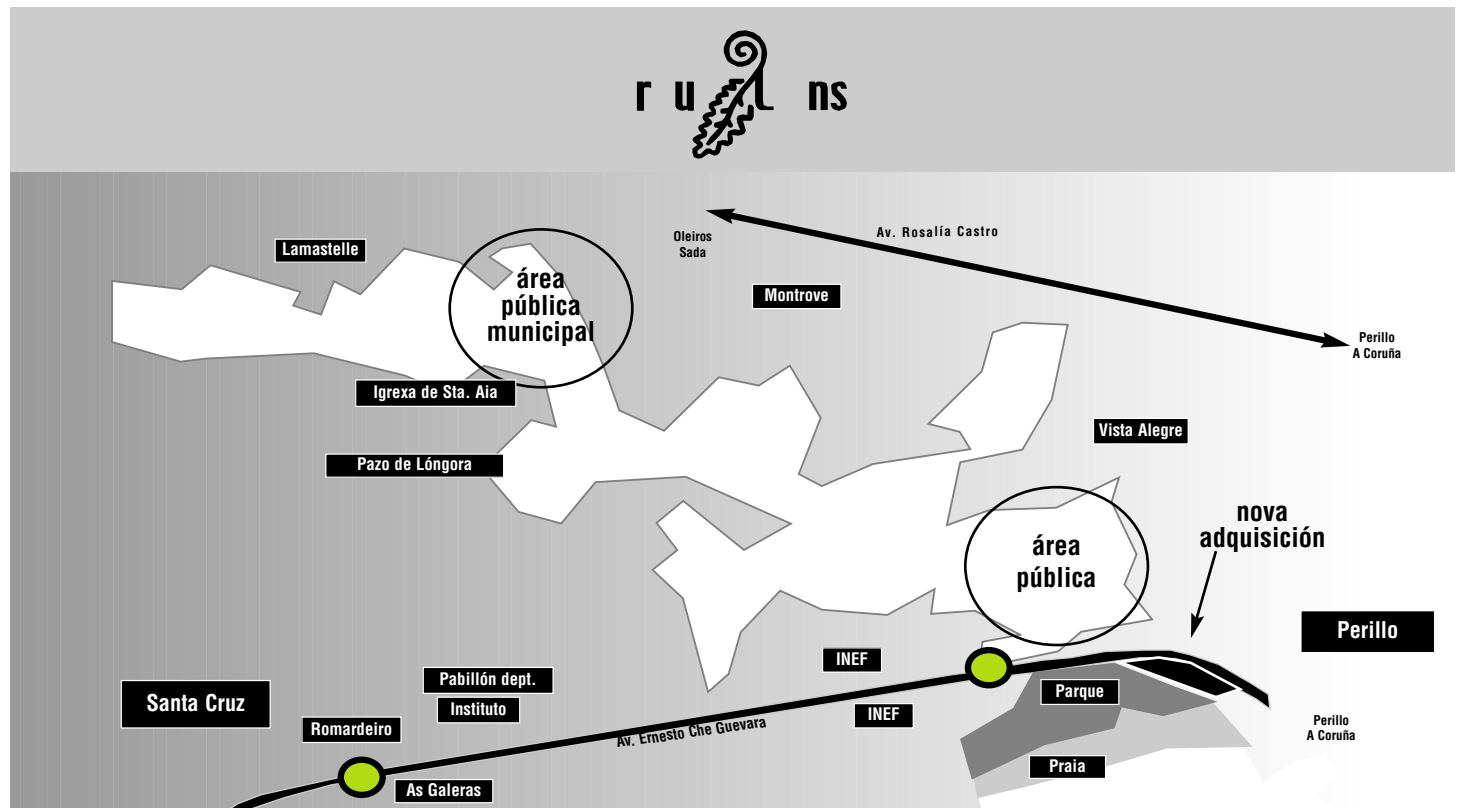 r u l ns
Lamastelle
área
pública
municipal
Oleiros
Sada
Av. Rosalía Castro
Montrove
Perillo
A Coruña
Igrexa de Sta. Aia
Vista Alegre
Pazo de Lóngora
nova
adquisición
área
pública
Perillo
INEF
Pabillón dept.
Santa Cruz
Parque
Instituto
INEF
Romardeiro
Av. Ernesto Che Guevara
Perillo
A Coruña
Praia
As Galeras